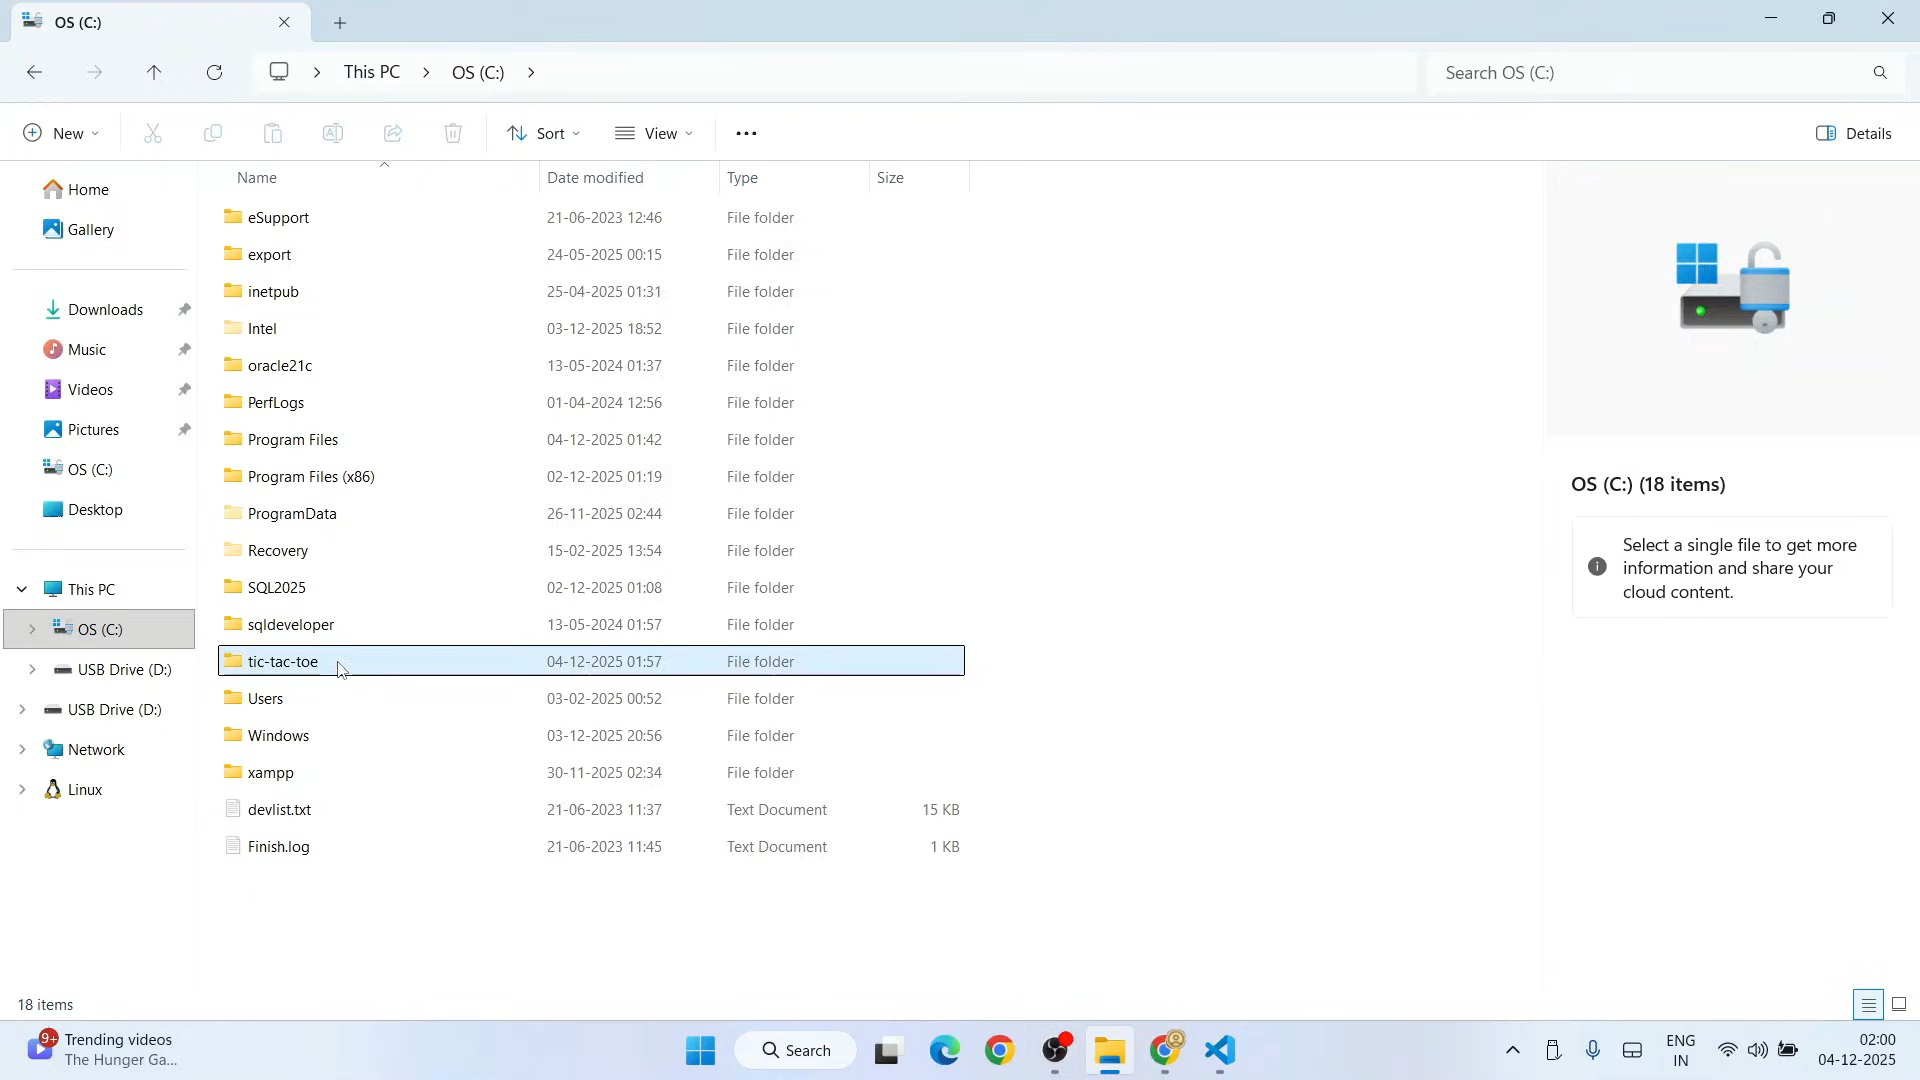 OS (C:)
This PC
OS (C:)
Search OS (C:)
New
Sort
View
Details
Name
Date modified
Type
Size
Home
Gallery
Downloads
Music
Videos
Pictures
OS (C:)
Desktop
This PC
OS (C:)
USB Drive (D:)
USB Drive (D:)
Network
Linux
eSupport 21-06-2023 12:46 File folder
export 24-05-2025 00:15 File folder
inetpub 25-04-2025 01:31 File folder
Intel 03-12-2025 18:52 File folder
oracle21c 13-05-2024 01:37 File folder
PerfLogs 01-04-2024 12:56 File folder
Program Files 04-12-2025 01:42 File folder
Program Files (x86) 02-12-2025 01:19 File folder
ProgramData 26-11-2025 02:44 File folder
Recovery 15-02-2025 13:54 File folder
SQL2025 02-12-2025 01:08 File folder
sqldeveloper 13-05-2024 01:57 File folder
tic-tac-toe 04-12-2025 01:57 File folder
Users 03-02-2025 00:52 File folder
Windows 03-12-2025 20:56 File folder
xampp 30-11-2025 02:34 File folder
devlist.txt 21-06-2023 11:37 Text Document 15 KB
Finish.log 21-06-2023 11:45 Text Document 1 KB
OS (C:) (18 items)
Select a single file to get more
information and share your
cloud content.
18 items
9+
Trending videos
The Hunger Ga...
Search
ENG
IN
02:00
04-12-2025